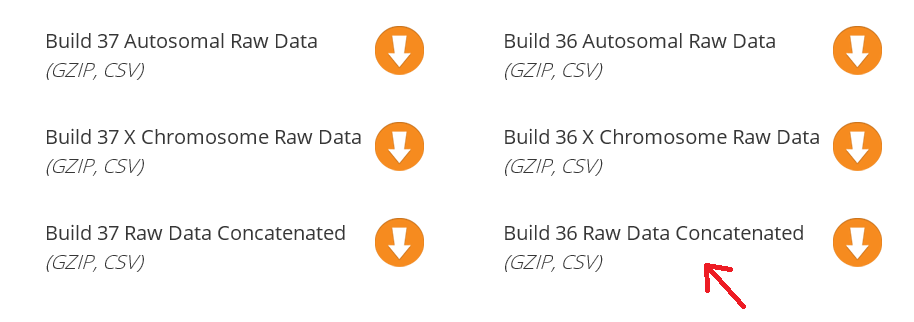 Build 37 Autosomal Raw Data
(GZIP, CSV)
Build 36 Autosomal Raw Data
(GZIP, CSV)
Build 37 X Chromosome Raw Data
(GZIP, CSV)
Build 36 X Chromosome Raw Data
(GZIP, CSV)
Build 37 Raw Data Concatenated
(GZIP, CSV)
Build 36 Raw Data Concatenated
(GZIP, CSV)